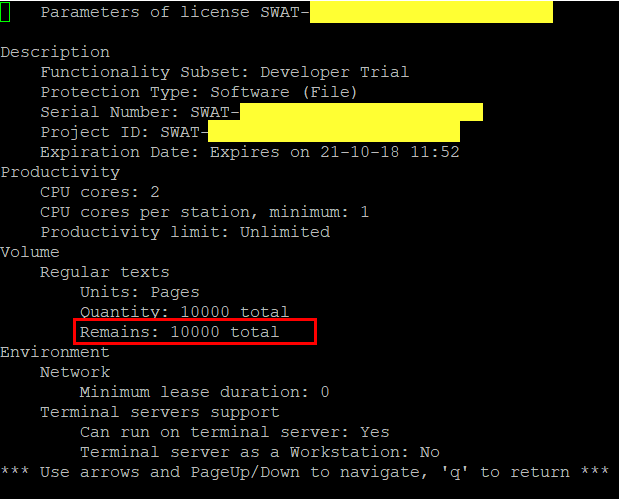 Parameters of license SWAT-
Description
Functionality Subset: Developer Trial
Protection Type: Software (File)
Serial Number: SWAT-
Project ID: SWAT-
Expiration Date: Expires on 21-10-18 11:52
Productivity
CPU cores: 2
CPU cores per station, minimum: 1
Productivity limit: Unlimited
Volume
Regular texts
Units: Pages
Quantity: 10000 total
Remains: 10000 total
Environment
Network
Minimum lease duration: 0
Terminal servers support
Can run on terminal server: Yes
Terminal server as a Workstation: No
*** Use arrows and PageUp/Down to navigate, 'q' to return ***